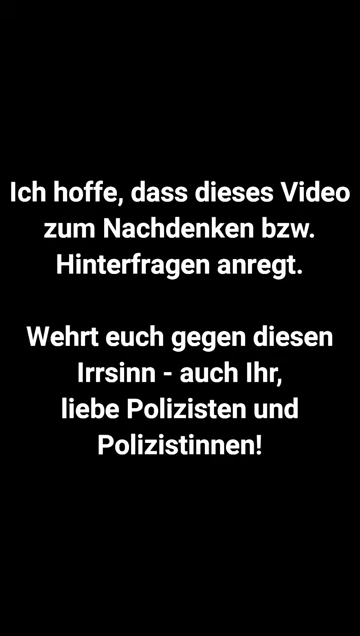 Ich hoffe, dass dieses Video
zum Nachdenken bzw.
Hinterfragen anregt.
Wehrt euch gegen diesen
Irrsinn - auch Ihr,
liebe Polizisten und
Polizistinnen!